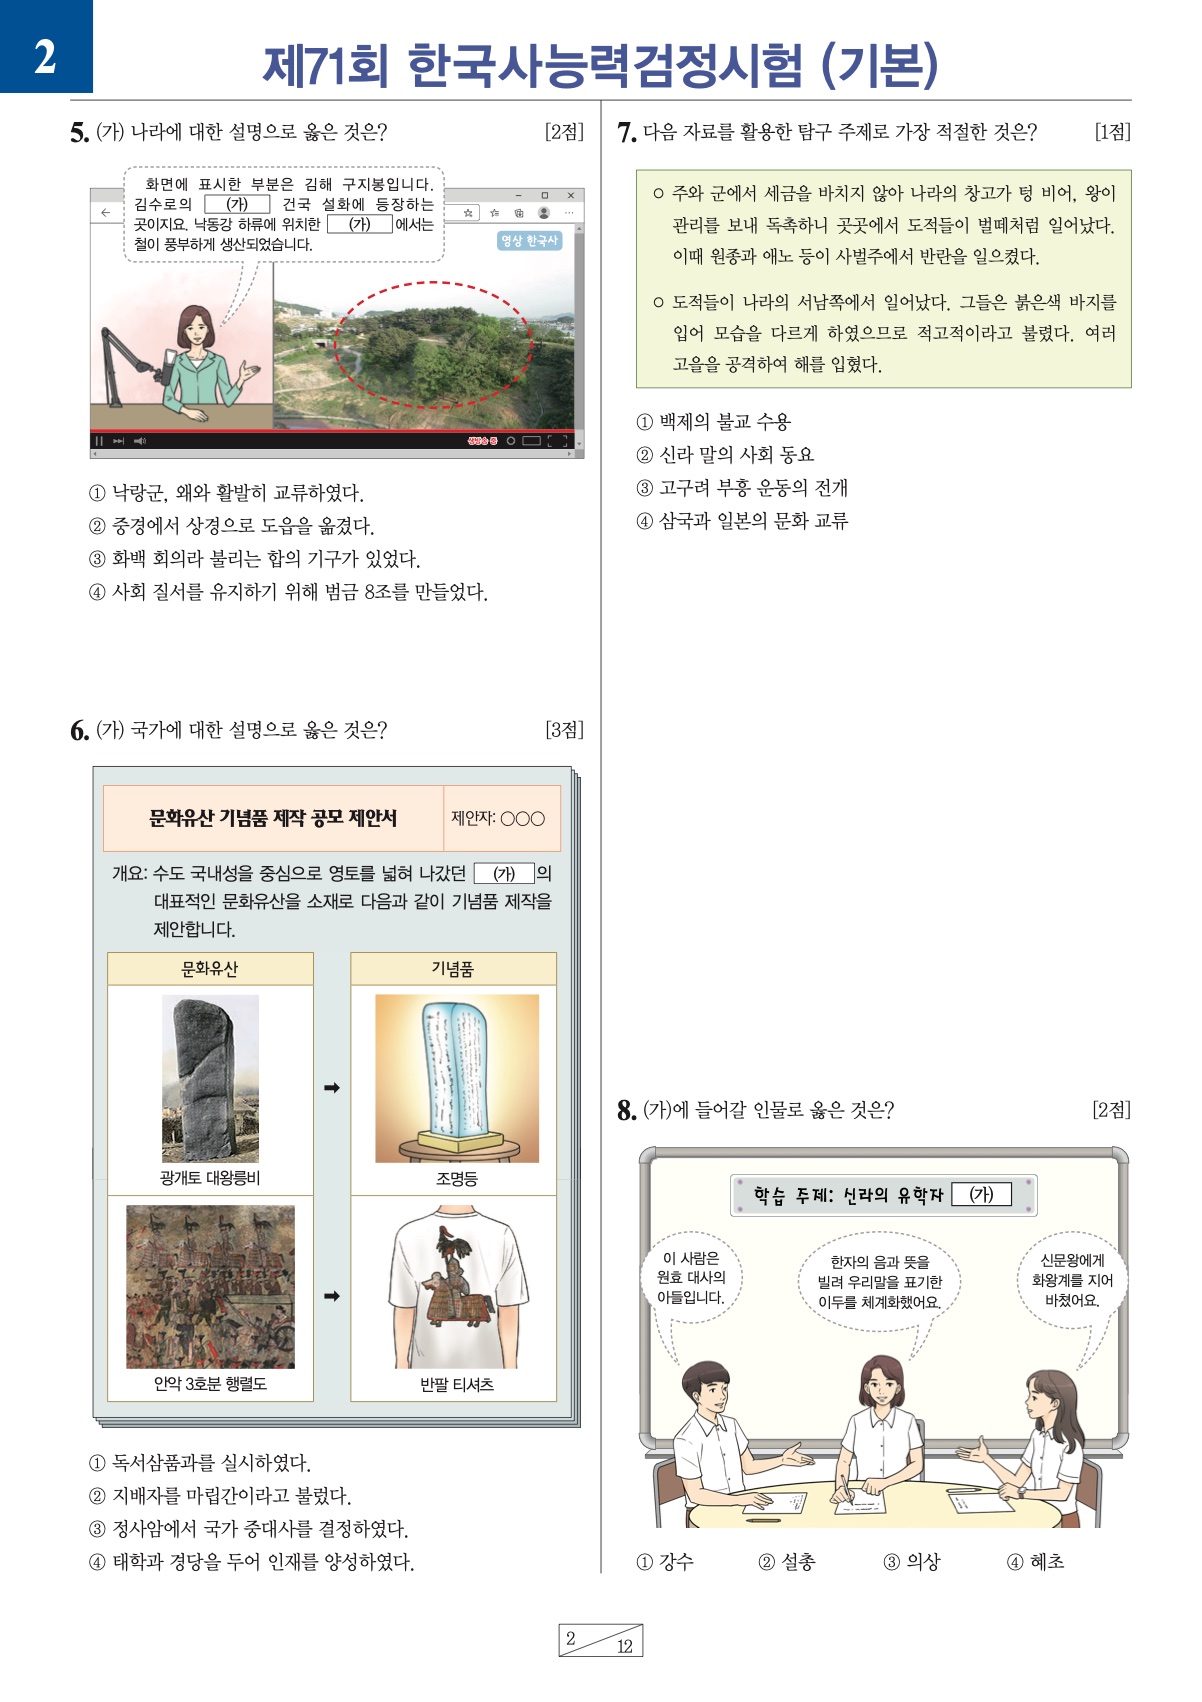 2
제71회 한국사능력검정시험 (기본)
5. (가) 나라에 대한 설명으로 옳은 것은? [2점]
화면에 표시한 부분은 김해 구지봉입니다.
김수로의 (가) 건국 설화에 등장하는
곳이지요. 낙동강 하류에 위치한 (가) 에서는
철이 풍부하게 생산되었습니다.
영상 한국사
생방송 중
① 낙랑군, 왜와 활발히 교류하였다.
② 중경에서 상경으로 도읍을 옮겼다.
③ 화백 회의라 불리는 합의 기구가 있었다.
④ 사회 질서를 유지하기 위해 범금 8조를 만들었다.
6. (가) 국가에 대한 설명으로 옳은 것은? [3점]
문화유산 기념품 제작 공모 제안서
제안자: ○○○
개요: 수도 국내성을 중심으로 영토를 넓혀 나갔던 (가) 의
대표적인 문화유산을 소재로 다음과 같이 기념품 제작을
제안합니다.
문화유산
기념품
광개토 대왕릉비
조명등
안악 3호분 행렬도
반팔 티셔츠
① 독서삼품과를 실시하였다.
② 지배자를 마립간이라고 불렀다.
③ 정사암에서 국가 중대사를 결정하였다.
④ 태학과 경당을 두어 인재를 양성하였다.
7. 다음 자료를 활용한 탐구 주제로 가장 적절한 것은? [1점]
○ 주와 군에서 세금을 바치지 않아 나라의 창고가 텅 비어, 왕이
관리를 보내 독촉하니 곳곳에서 도적들이 벌떼처럼 일어났다.
이때 원종과 애노 등이 사벌주에서 반란을 일으켰다.
○ 도적들이 나라의 서남쪽에서 일어났다. 그들은 붉은색 바지를
입어 모습을 다르게 하였으므로 적고적이라고 불렸다. 여러
고을을 공격하여 해를 입혔다.
① 백제의 불교 수용
② 신라 말의 사회 동요
③ 고구려 부흥 운동의 전개
④ 삼국과 일본의 문화 교류
8. (가)에 들어갈 인물로 옳은 것은? [2점]
학습 주제: 신라의 유학자 (가)
이 사람은
원효 대사의
아들입니다.
한자의 음과 뜻을
빌려 우리말을 표기한
이두를 체계화했어요.
신문왕에게
화왕계를 지어
바쳤어요.
① 강수 ② 설총 ③ 의상 ④ 혜초
2
12